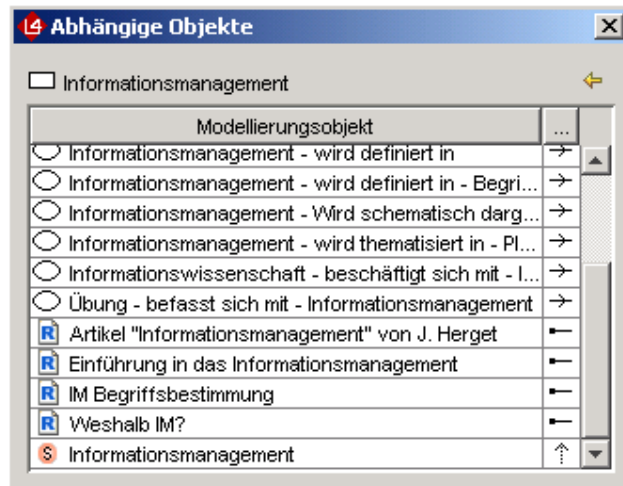 L4 Abhängige Objekte
Informationsmanagement
Modellierungsobjekt ...
Informationsmanagement - wird definiert in
Informationsmanagement - wird definiert in - Begri...
Informationsmanagement - Wird schematisch darg...
Informationsmanagement - wird thematisiert in - Pl...
Informationswissenschaft - beschäftigt sich mit - I...
Übung - befasst sich mit - Informationsmanagement
R Artikel "Informationsmanagement" von J. Herget
R Einführung in das Informationsmanagement
R IM Begriffsbestimmung
R Weshalb IM?
S Informationsmanagement